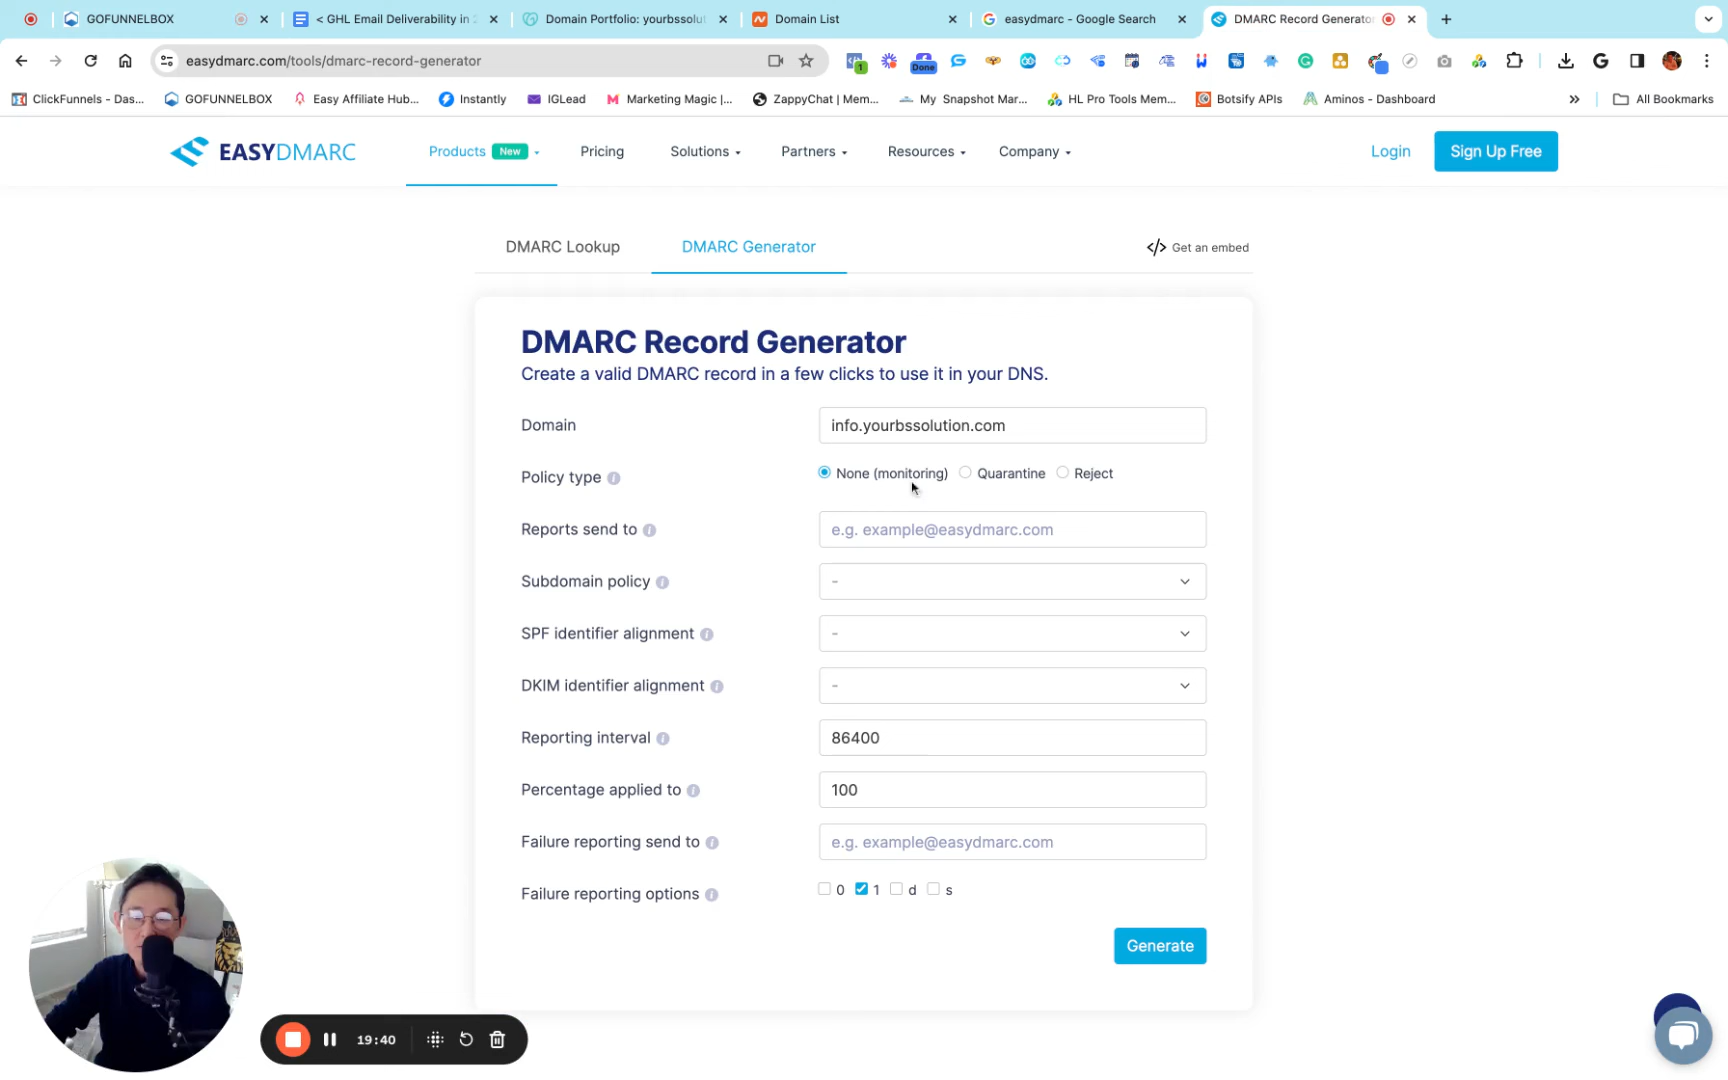 GOFUNNELBOX
< GHL Email Deliverability in 2
Domain Portfolio: yourbssolut
Domain List
easydmarc - Google Search
DMARC Record Generato
easydmarc.com/tools/dmarc-record-generator
1
Done
ClickFunnels - Das...
GOFUNNELBOX
Easy Affiliate Hub...
Instantly
IGLead
Marketing Magic |...
ZappyChat | Mem...
My Snapshot Mar...
HL Pro Tools Mem...
Botsify APIs
Aminos - Dashboard
All Bookmarks
EASYDMARC
Products New
Pricing
Solutions
Partners
Resources
Company
Login
Sign Up Free
DMARC Lookup
DMARC Generator
</> Get an embed
DMARC Record Generator
Create a valid DMARC record in a few clicks to use it in your DNS.
Domain
info.yourbssolution.com
Policy type
None (monitoring) Quarantine Reject
Reports send to
e.g. example@easydmarc.com
Subdomain policy
-
SPF identifier alignment
-
DKIM identifier alignment
-
Reporting interval
86400
Percentage applied to
100
Failure reporting send to
e.g. example@easydmarc.com
Failure reporting options
0 1 d s
Generate
19:40